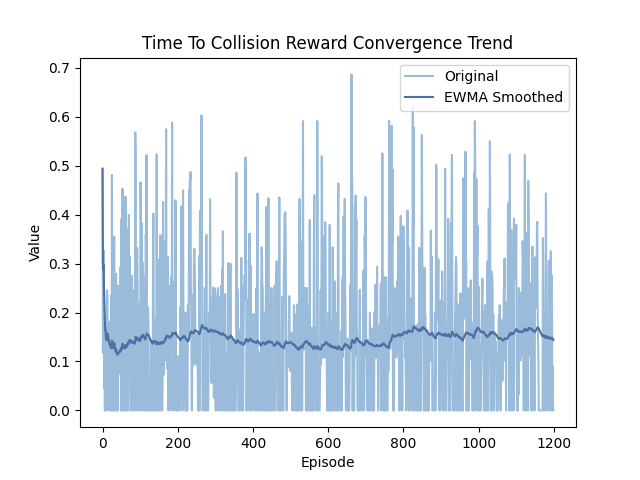 Time To Collision Reward Convergence Trend
Original
EWMA Smoothed
Value
0.7
0.6
0.5
0.4
0.3
0.2
0.1
0.0
0 200 400 600 800 1000 1200
Episode